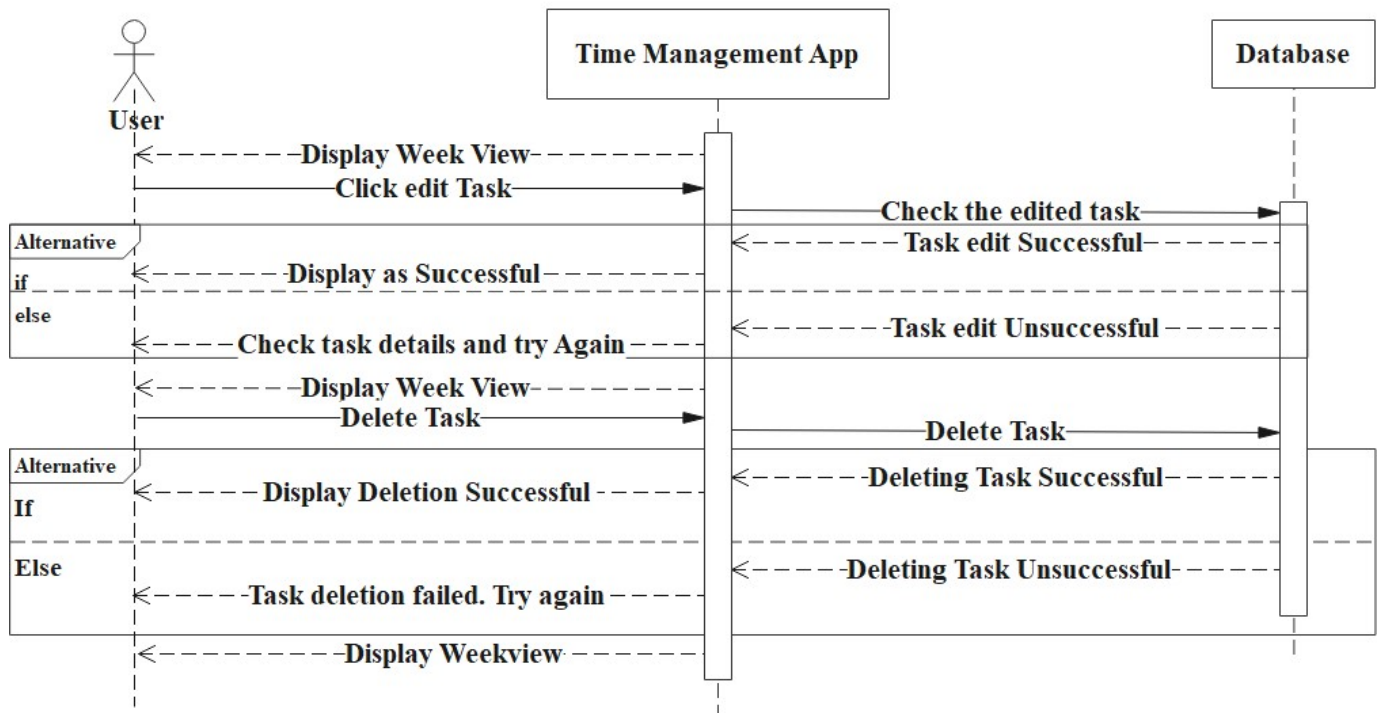 Time Management App
Database
User
Display Week View
Click edit Task
Check the edited task
Alternative
Task edit Successful
Display as Successful
if
else
Task edit Unsuccessful
Check task details and try Again
Display Week View
Delete Task
Delete Task
Alternative
Deleting Task Successful
Display Deletion Successful
If
Else
Deleting Task Unsuccessful
Task deletion failed. Try again
Display Weekview